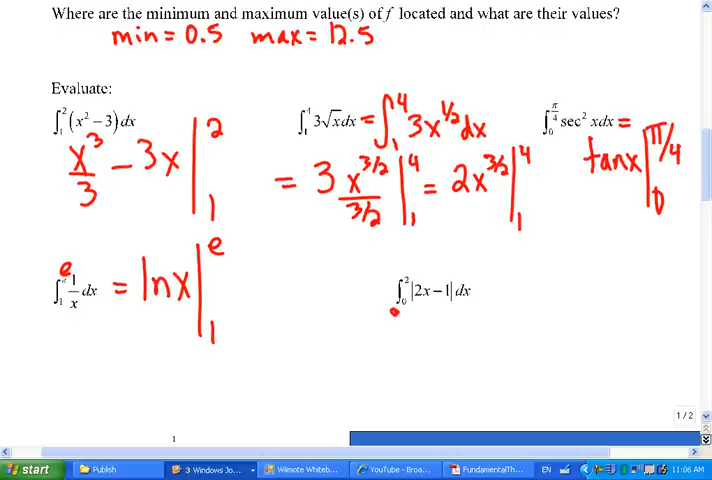 Where are the minimum and maximum value(s) of f located and what are their values?
min = 0.5 max = 12.5
Evaluate:
∫₁² (x² − 3) dx
x³/3 − 3x |₁²
∫₁⁴ 3√x dx = ∫₁⁴ 3x^{1/2} dx
= 3 x^{3/2}/(3/2) |₁⁴ = 2x^{3/2} |₁⁴
∫₀^{π/4} sec² x dx =
tan x |₀^{π/4}
∫₁^e 1/x dx = ln x |₁^e
∫₀² |2x − 1| dx
1 / 2
1
start Publish 3 Windows Jo... Wiimote Whiteb... YouTube - Broa... FundamentalTh... EN 11:06 AM